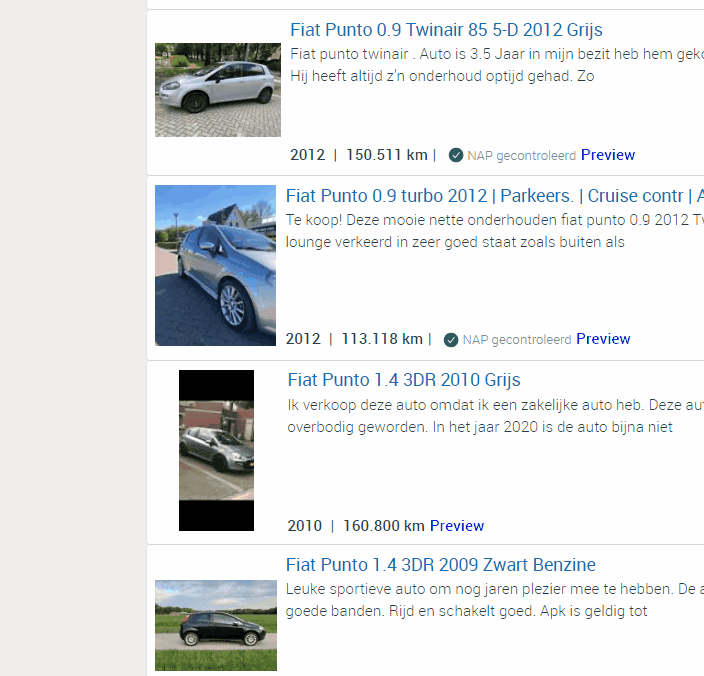 Fiat Punto 0.9 Twinair 85 5-D 2012 Grijs
Fiat punto twinair . Auto is 3.5 Jaar in mijn bezit heb hem
Hij heeft altijd z'n onderhoud optijd gehad. Zo
2012 | 150.511 km | NAP gecontroleerd Preview
Fiat Punto 0.9 turbo 2012 | Parkeers. | Cruise contr |
Te koop! Deze mooie nette onderhouden fiat punto 0.9 2012
lounge verkeerd in zeer goed staat zoals buiten als
2012 | 113.118 km | NAP gecontroleerd Preview
Fiat Punto 1.4 3DR 2010 Grijs
Ik verkoop deze auto omdat ik een zakelijke auto heb. Deze
overbodig geworden. In het jaar 2020 is de auto bijna niet
2010 | 160.800 km Preview
Fiat Punto 1.4 3DR 2009 Zwart Benzine
Leuke sportieve auto om nog jaren plezier mee te hebben. De
goede banden. Rijd en schakelt goed. Apk is geldig tot